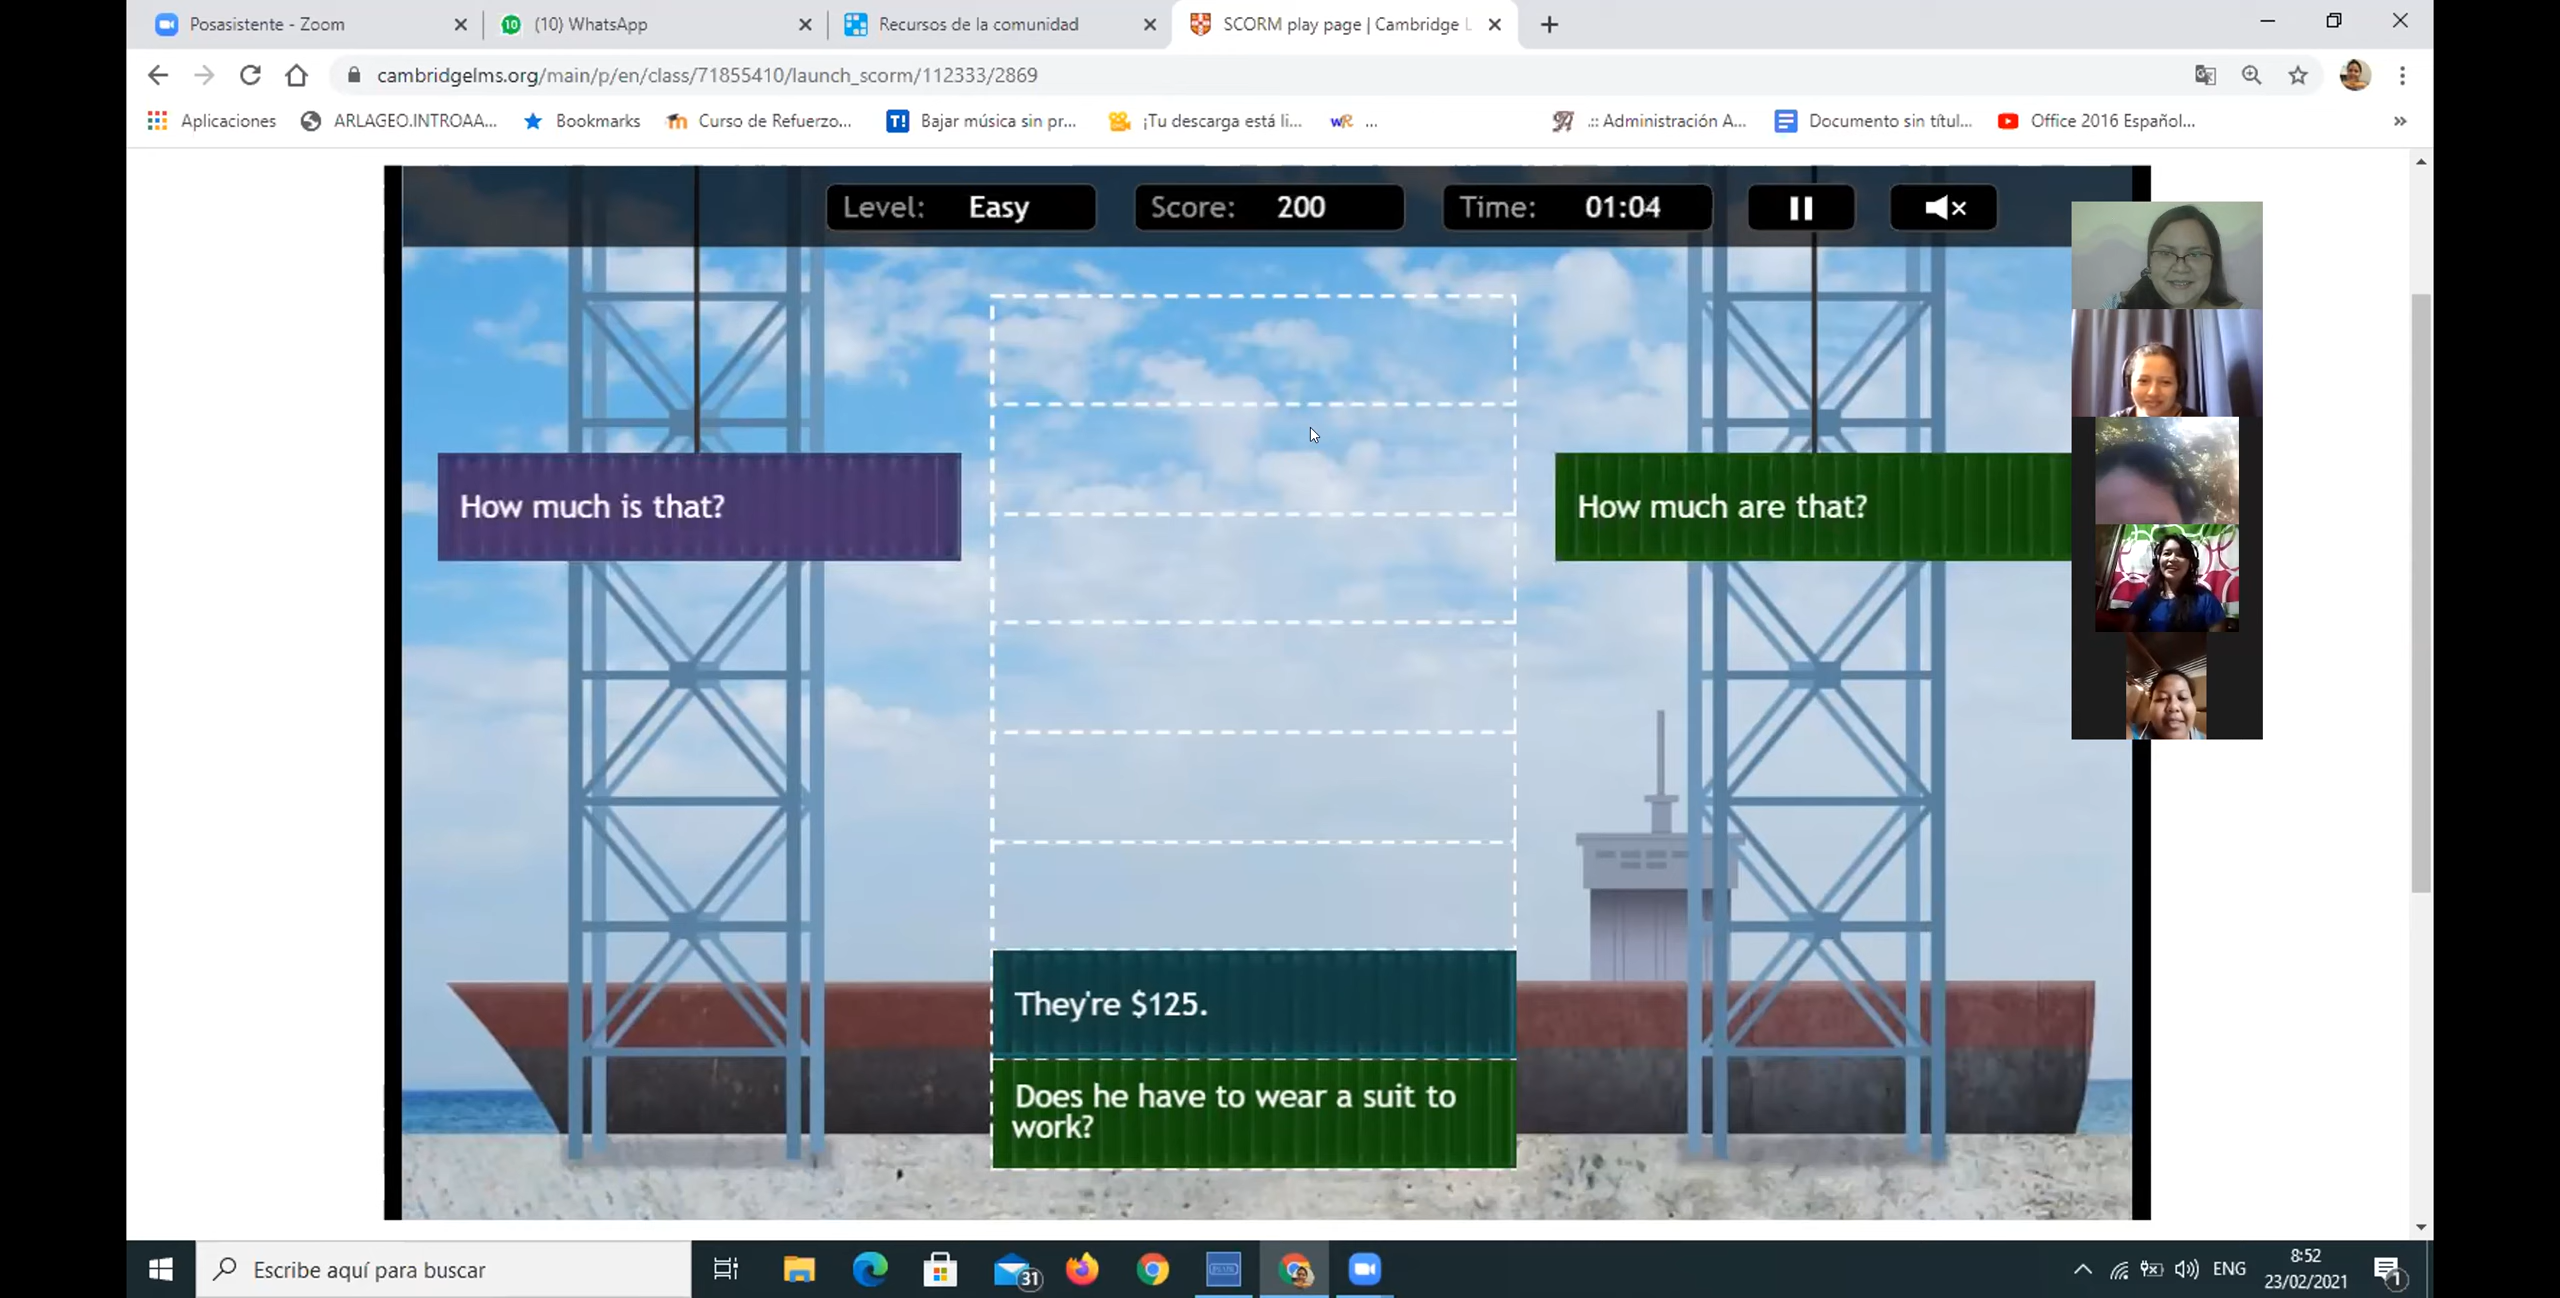 Posasistente - Zoom
(10) WhatsApp
Recursos de la comunidad
SCORM play page | Cambridge L
cambridgelms.org/main/p/en/class/71855410/launch_scorm/112333/2869
Aplicaciones
ARLAGEO.INTROAA...
Bookmarks
Curso de Refuerzo...
Bajar música sin pr...
¡Tu descarga está li...
wR ...
.:: Administración A...
Documento sin títul...
Office 2016 Español...
Level: Easy
Score: 200
Time: 01:04
How much is that?
How much are that?
They're $125.
Does he have to wear a suit to
work?
Escribe aquí para buscar
31
ENG
8:52
23/02/2021
1